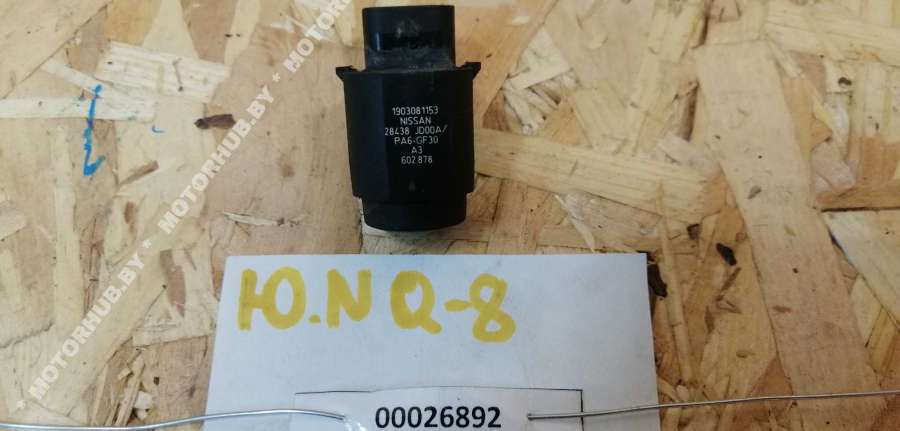 1903081153
NISSAN
28438 JD00A/
PA6-GF30
A3
602 878
Ю.N Q-8
00026892
* MOTORHUB.BY * MOTORHUB.BY * MOTORHUB.BY